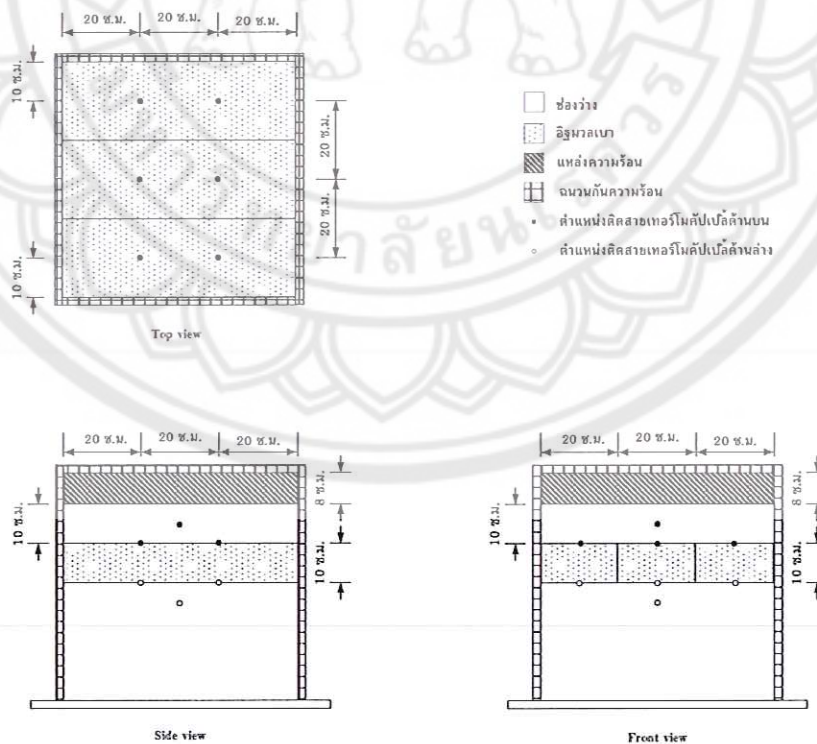 20 ซ.ม. 20 ซ.ม. 20 ซ.ม.
10 ซ.ม.
20 ซ.ม.
20 ซ.ม.
10 ซ.ม.
Top view
ช่องว่าง
อิฐมวลเบา
แหล่งความร้อน
ฉนวนกันความร้อน
ตำแหน่งติดสายเทอร์โมคัปเปิ้ลด้านบน
ตำแหน่งติดสายเทอร์โมคัปเปิ้ลด้านล่าง
20 ซ.ม. 20 ซ.ม. 20 ซ.ม.
10 ซ.ม.
8 ซ.ม.
10 ซ.ม.
Side view
20 ซ.ม. 20 ซ.ม. 20 ซ.ม.
10 ซ.ม.
8 ซ.ม.
10 ซ.ม.
Front view